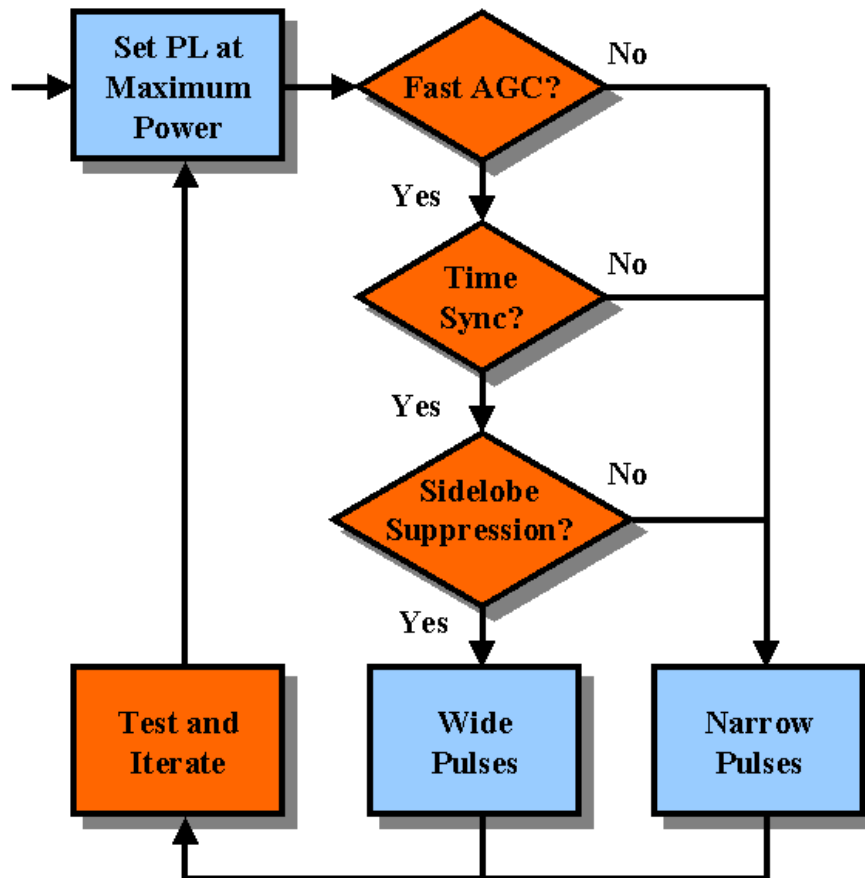 Set PL at
Maximum
Power
Fast AGC?
No
Yes
Time
Sync?
No
Yes
Sidelobe
Suppression?
No
Yes
Test and
Iterate
Wide
Pulses
Narrow
Pulses